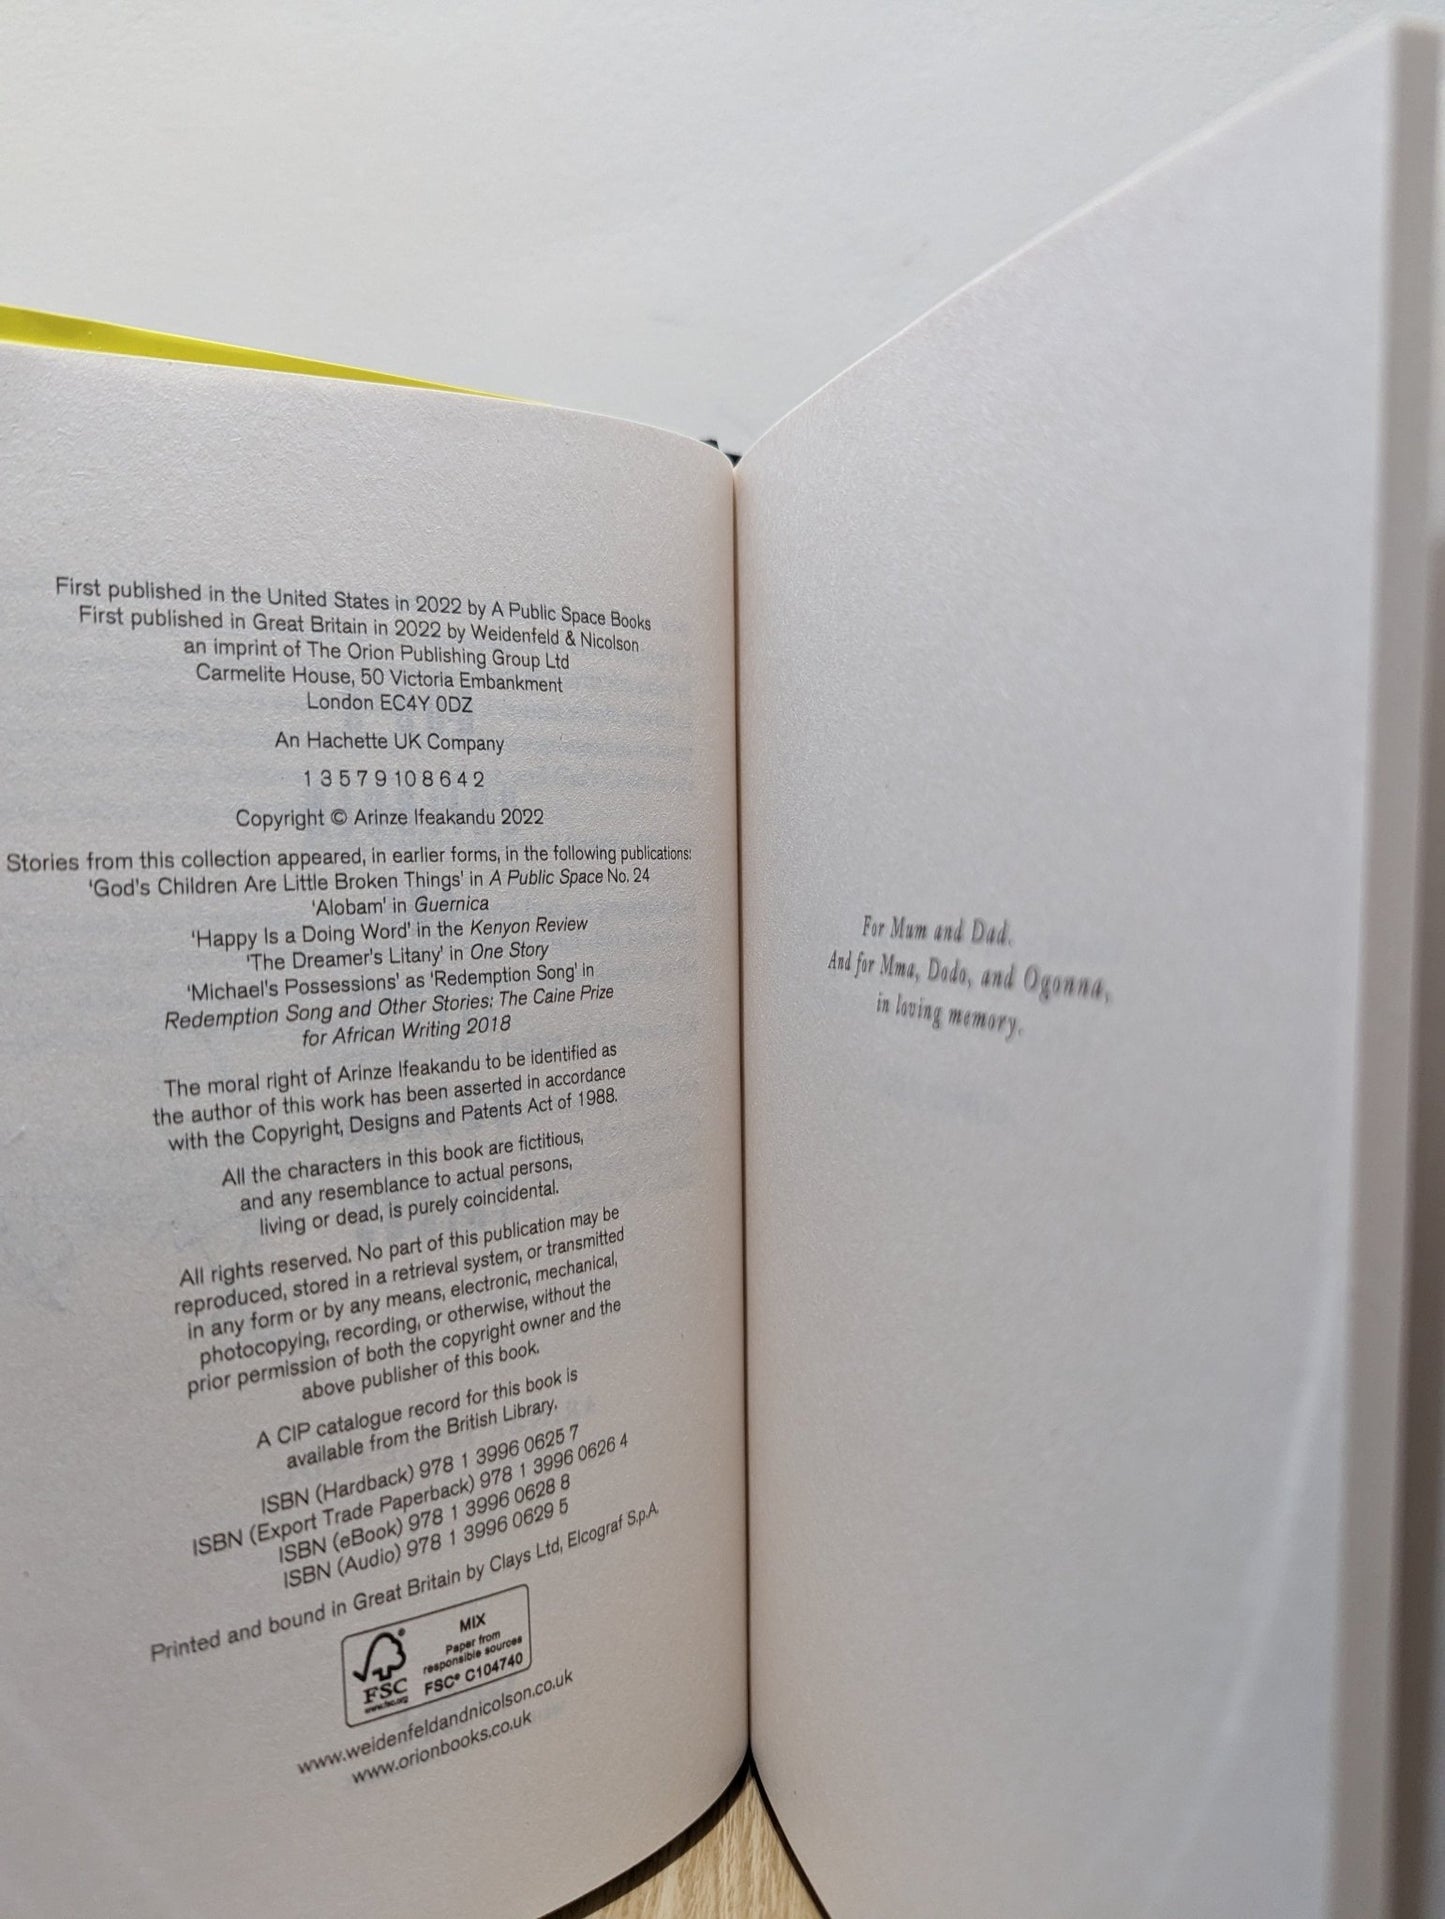 First published in the United States in 2022 by A Public Space Books
First published in Great Britain in 2022 by Weidenfeld & Nicolson
an imprint of The Orion Publishing Group Ltd
Carmelite House, 50 Victoria Embankment
London EC4Y 0DZ
An Hachette UK Company
1 3 5 7 9 10 8 6 4 2
Copyright © Arinze Ifeakandu 2022
Stories from this collection appeared, in earlier forms, in the following publications:
'God's Children Are Little Broken Things' in A Public Space No. 24
'Alobam' in Guernica
'Happy Is a Doing Word' in the Kenyon Review
'The Dreamer's Litany' in One Story
'Michael's Possessions' as 'Redemption Song' in
Redemption Song and Other Stories: The Caine Prize
for African Writing 2018
The moral right of Arinze Ifeakandu to be identified as
the author of this work has been asserted in accordance
with the Copyright, Designs and Patents Act of 1988.
All the characters in this book are fictitious,
and any resemblance to actual persons,
living or dead, is purely coincidental.
All rights reserved. No part of this publication may be
reproduced, stored in a retrieval system, or transmitted
in any form or by any means, electronic, mechanical,
photocopying, recording, or otherwise, without the
prior permission of both the copyright owner and the
above publisher of this book.
A CIP catalogue record for this book is
available from the British Library.
ISBN (Hardback) 978 1 3996 0625 7
ISBN (Export Trade Paperback) 978 1 3996 0626 4
ISBN (eBook) 978 1 3996 0628 8
ISBN (Audio) 978 1 3996 0629 5
Printed and bound in Great Britain by Clays Ltd, Elcograf S.p.A.
FSC
www.fsc.org
MIX
Paper from
responsible sources
FSC® C104740
www.weidenfeldandnicolson.co.uk
www.orionbooks.co.uk
For Mum and Dad.
And for Mma, Dodo, and Ogonna,
in loving memory.